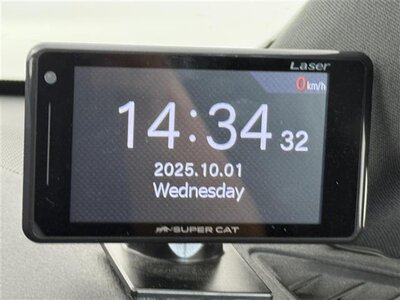 Laser
0km/h
14:34 32
2025.10.01
Wednesday
SUPER CAT